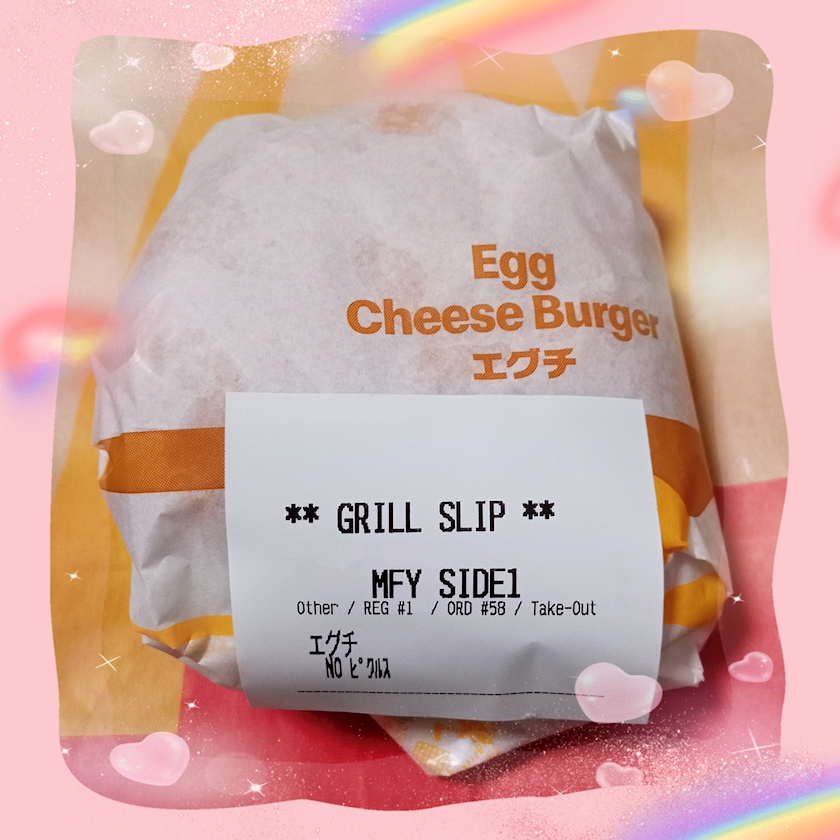 Egg
Cheese Burger
エグチ
** GRILL SLIP **
MFY SIDE1
Other / REG #1 / ORD #58 / Take-Out
エグチ
NO ピクルス